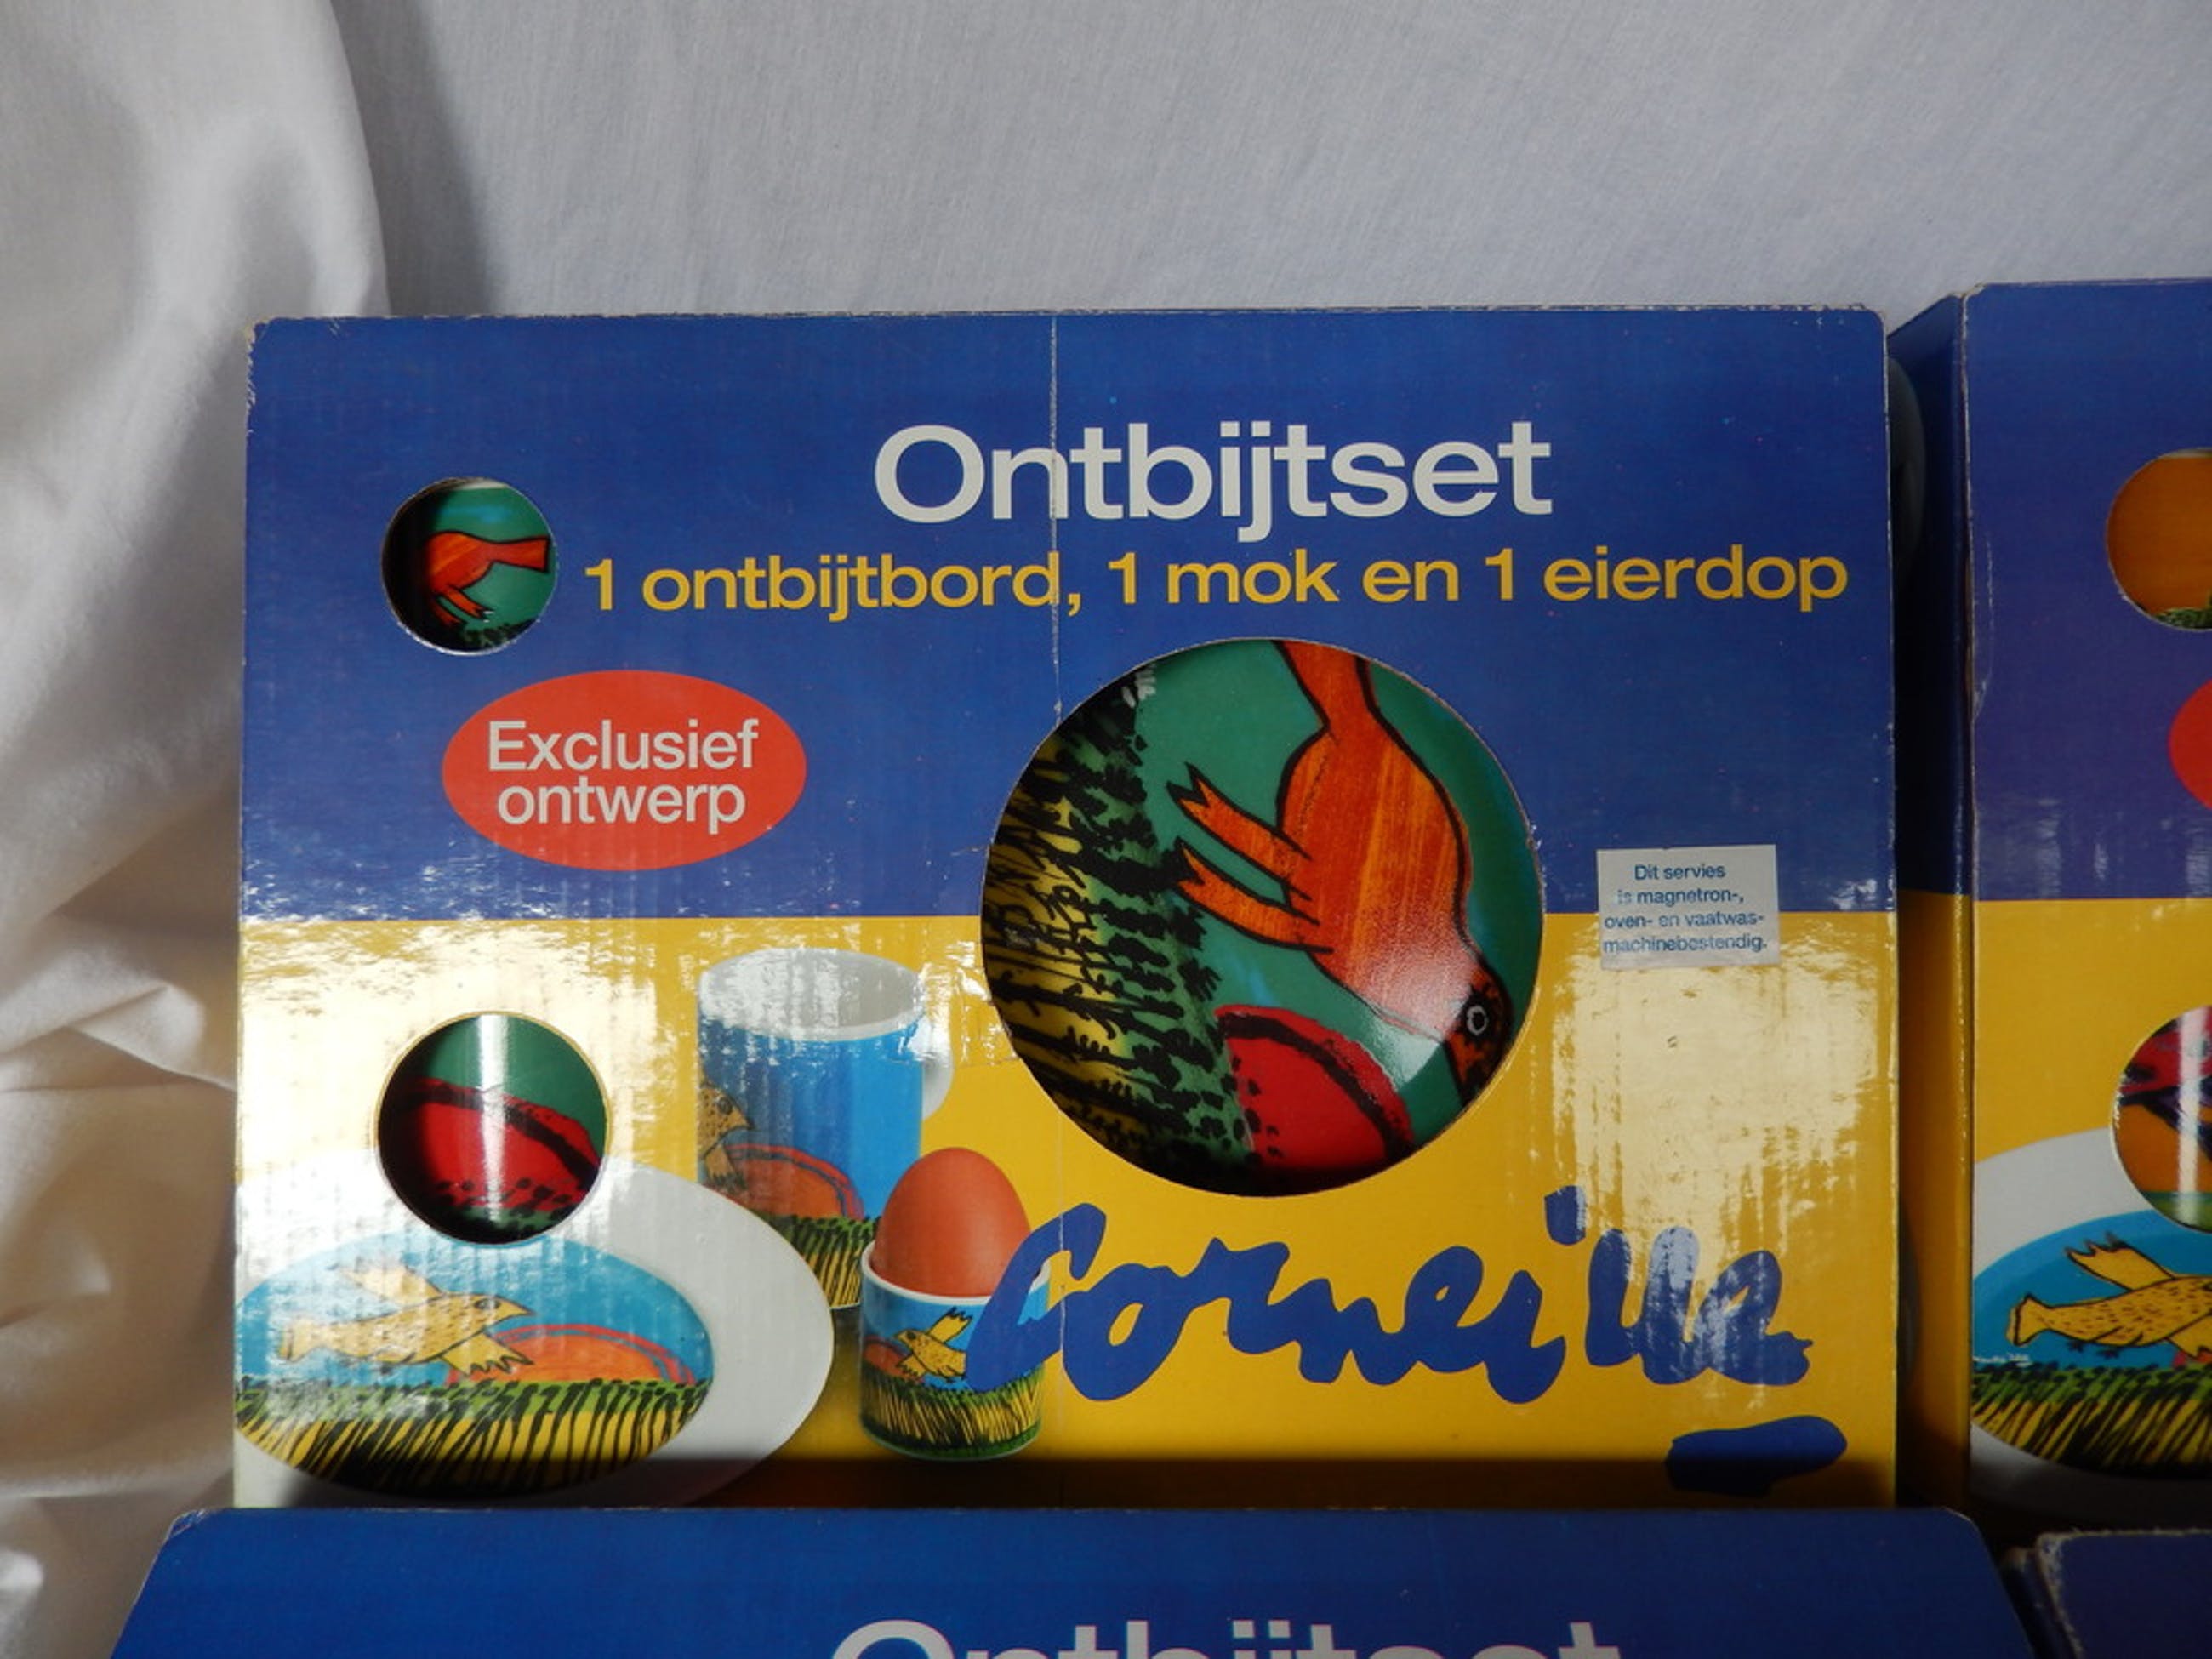 Ontbijtset
1 ontbijtbord, 1 mok en 1 eierdop
Exclusief
ontwerp
Dit servies
is magnetron-,
oven- en vaatwas-
machinebestendig.
Corneille
Ontbijtset